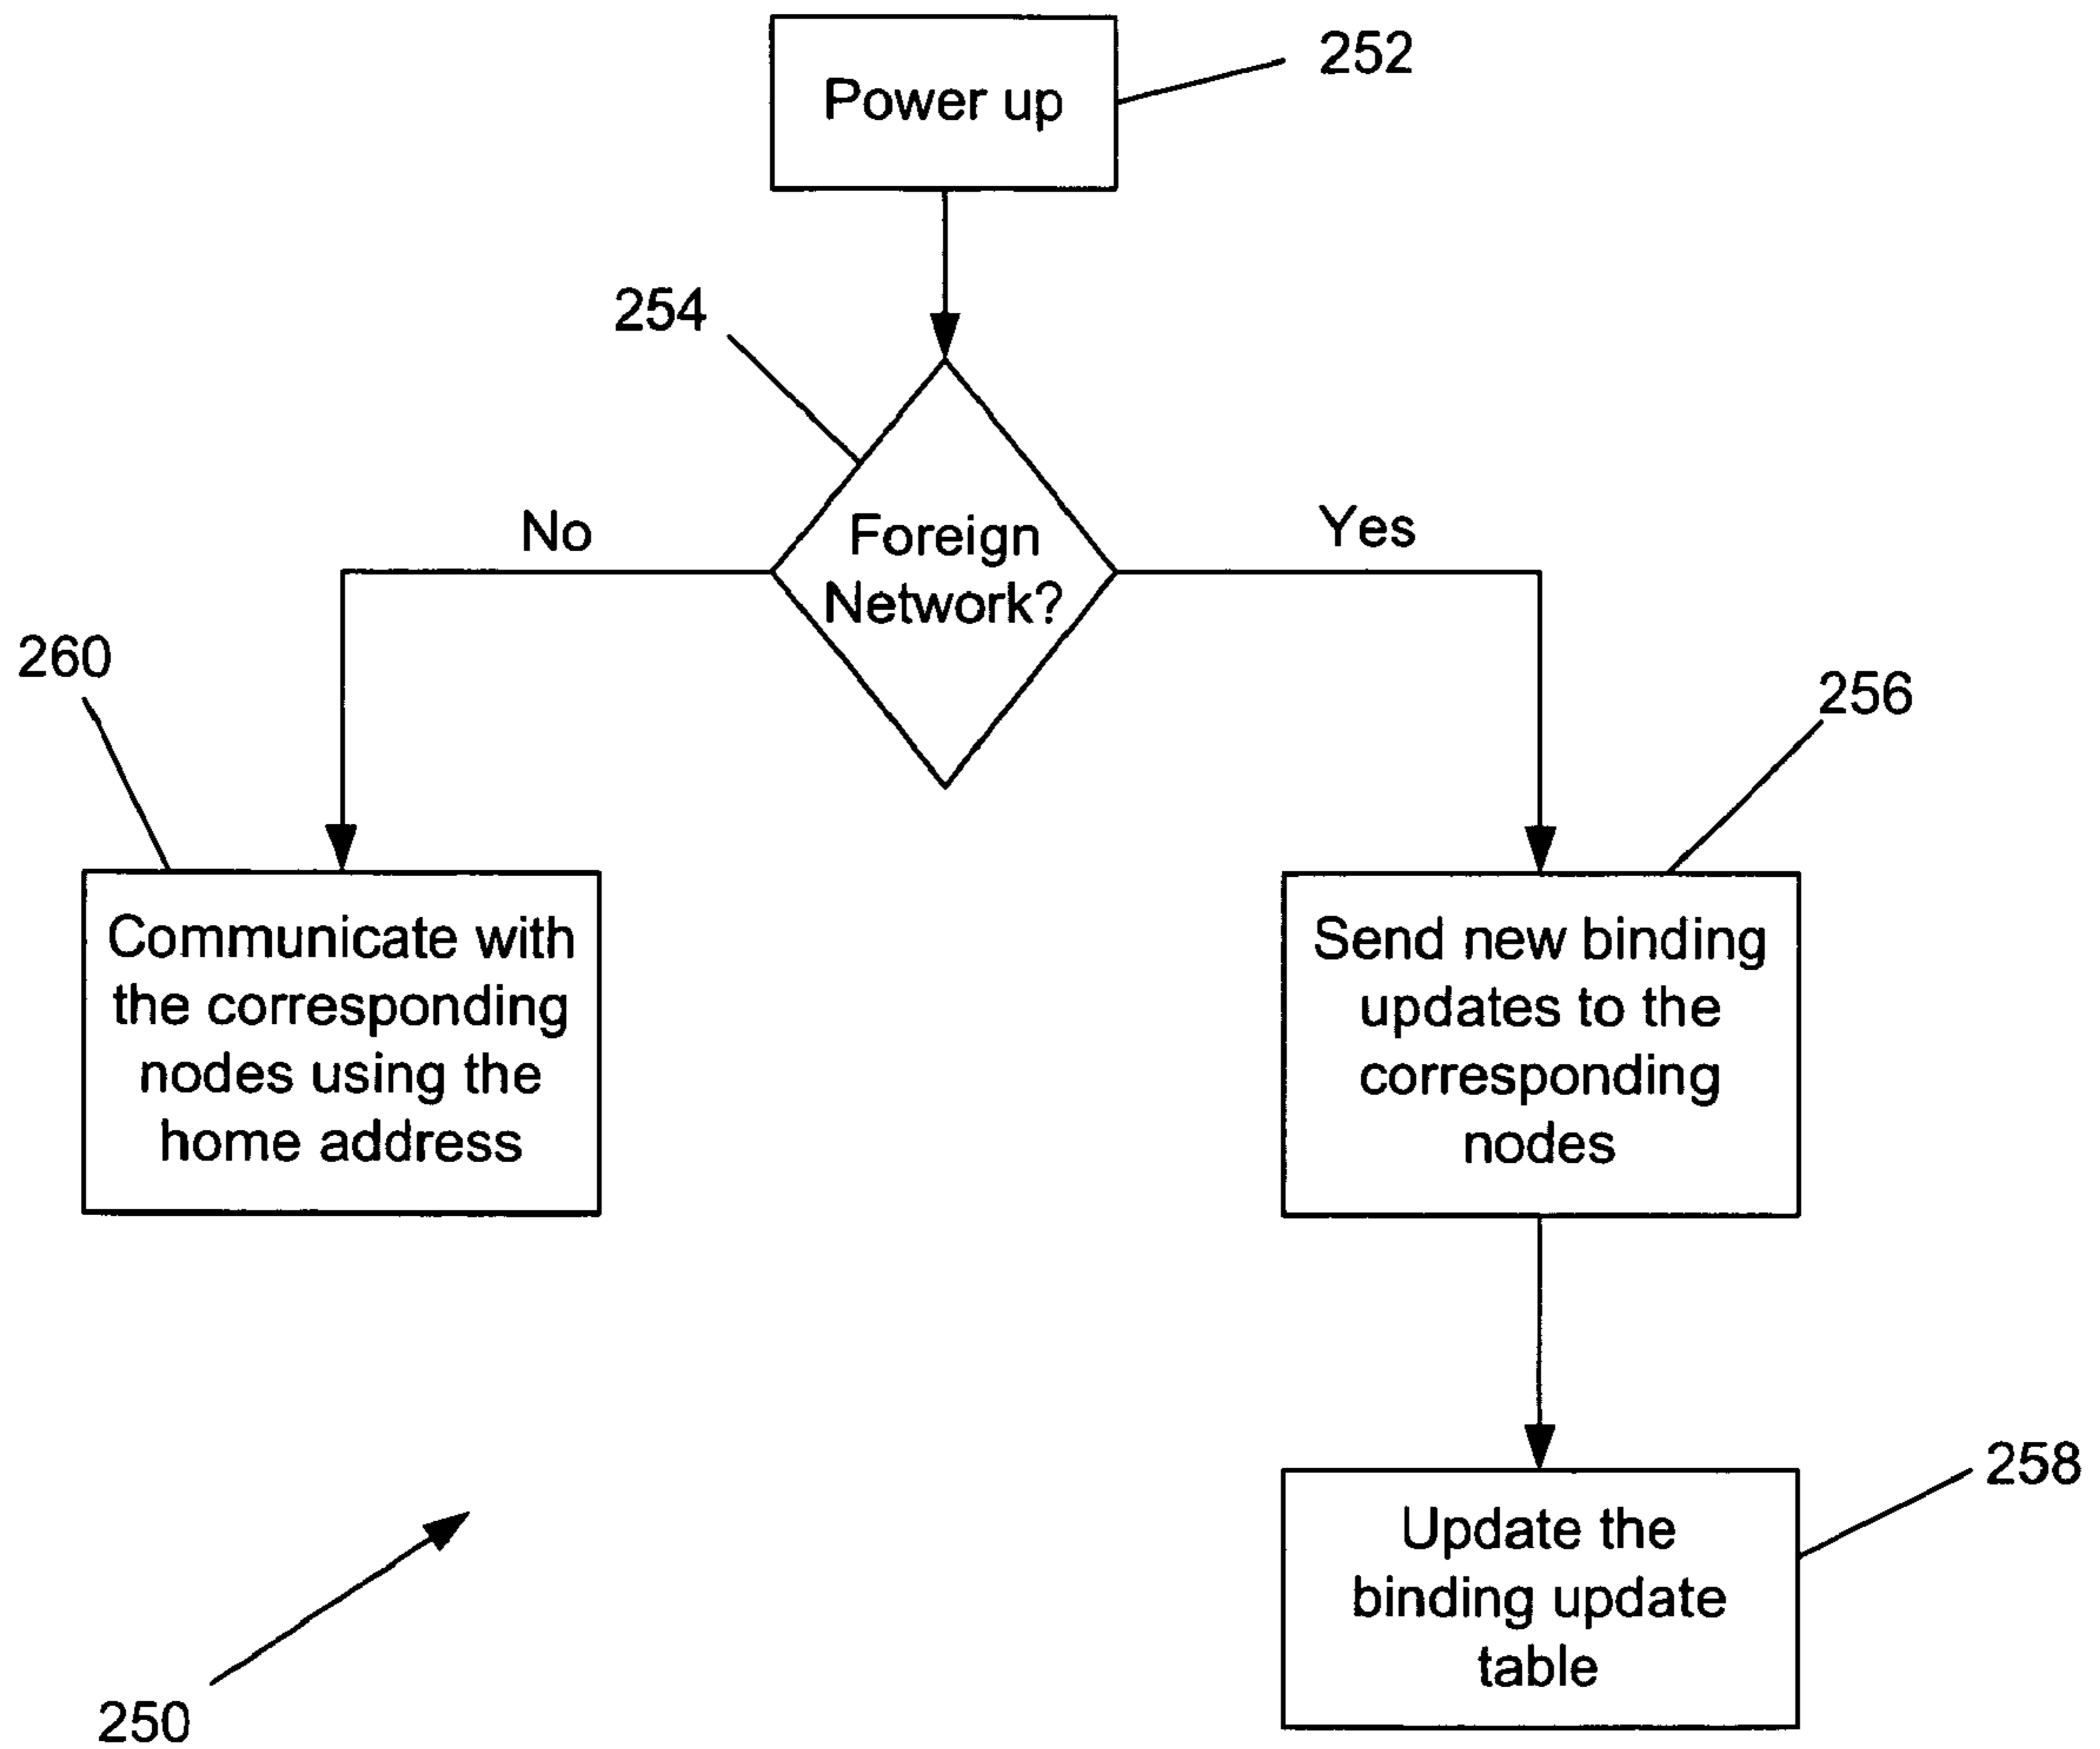 252
Power up
254
No
Foreign
Network?
Yes
260
256
Communicate with
the corresponding
nodes using the
home address
Send new binding
updates to the
corresponding
nodes
258
Update the
binding update
table
250